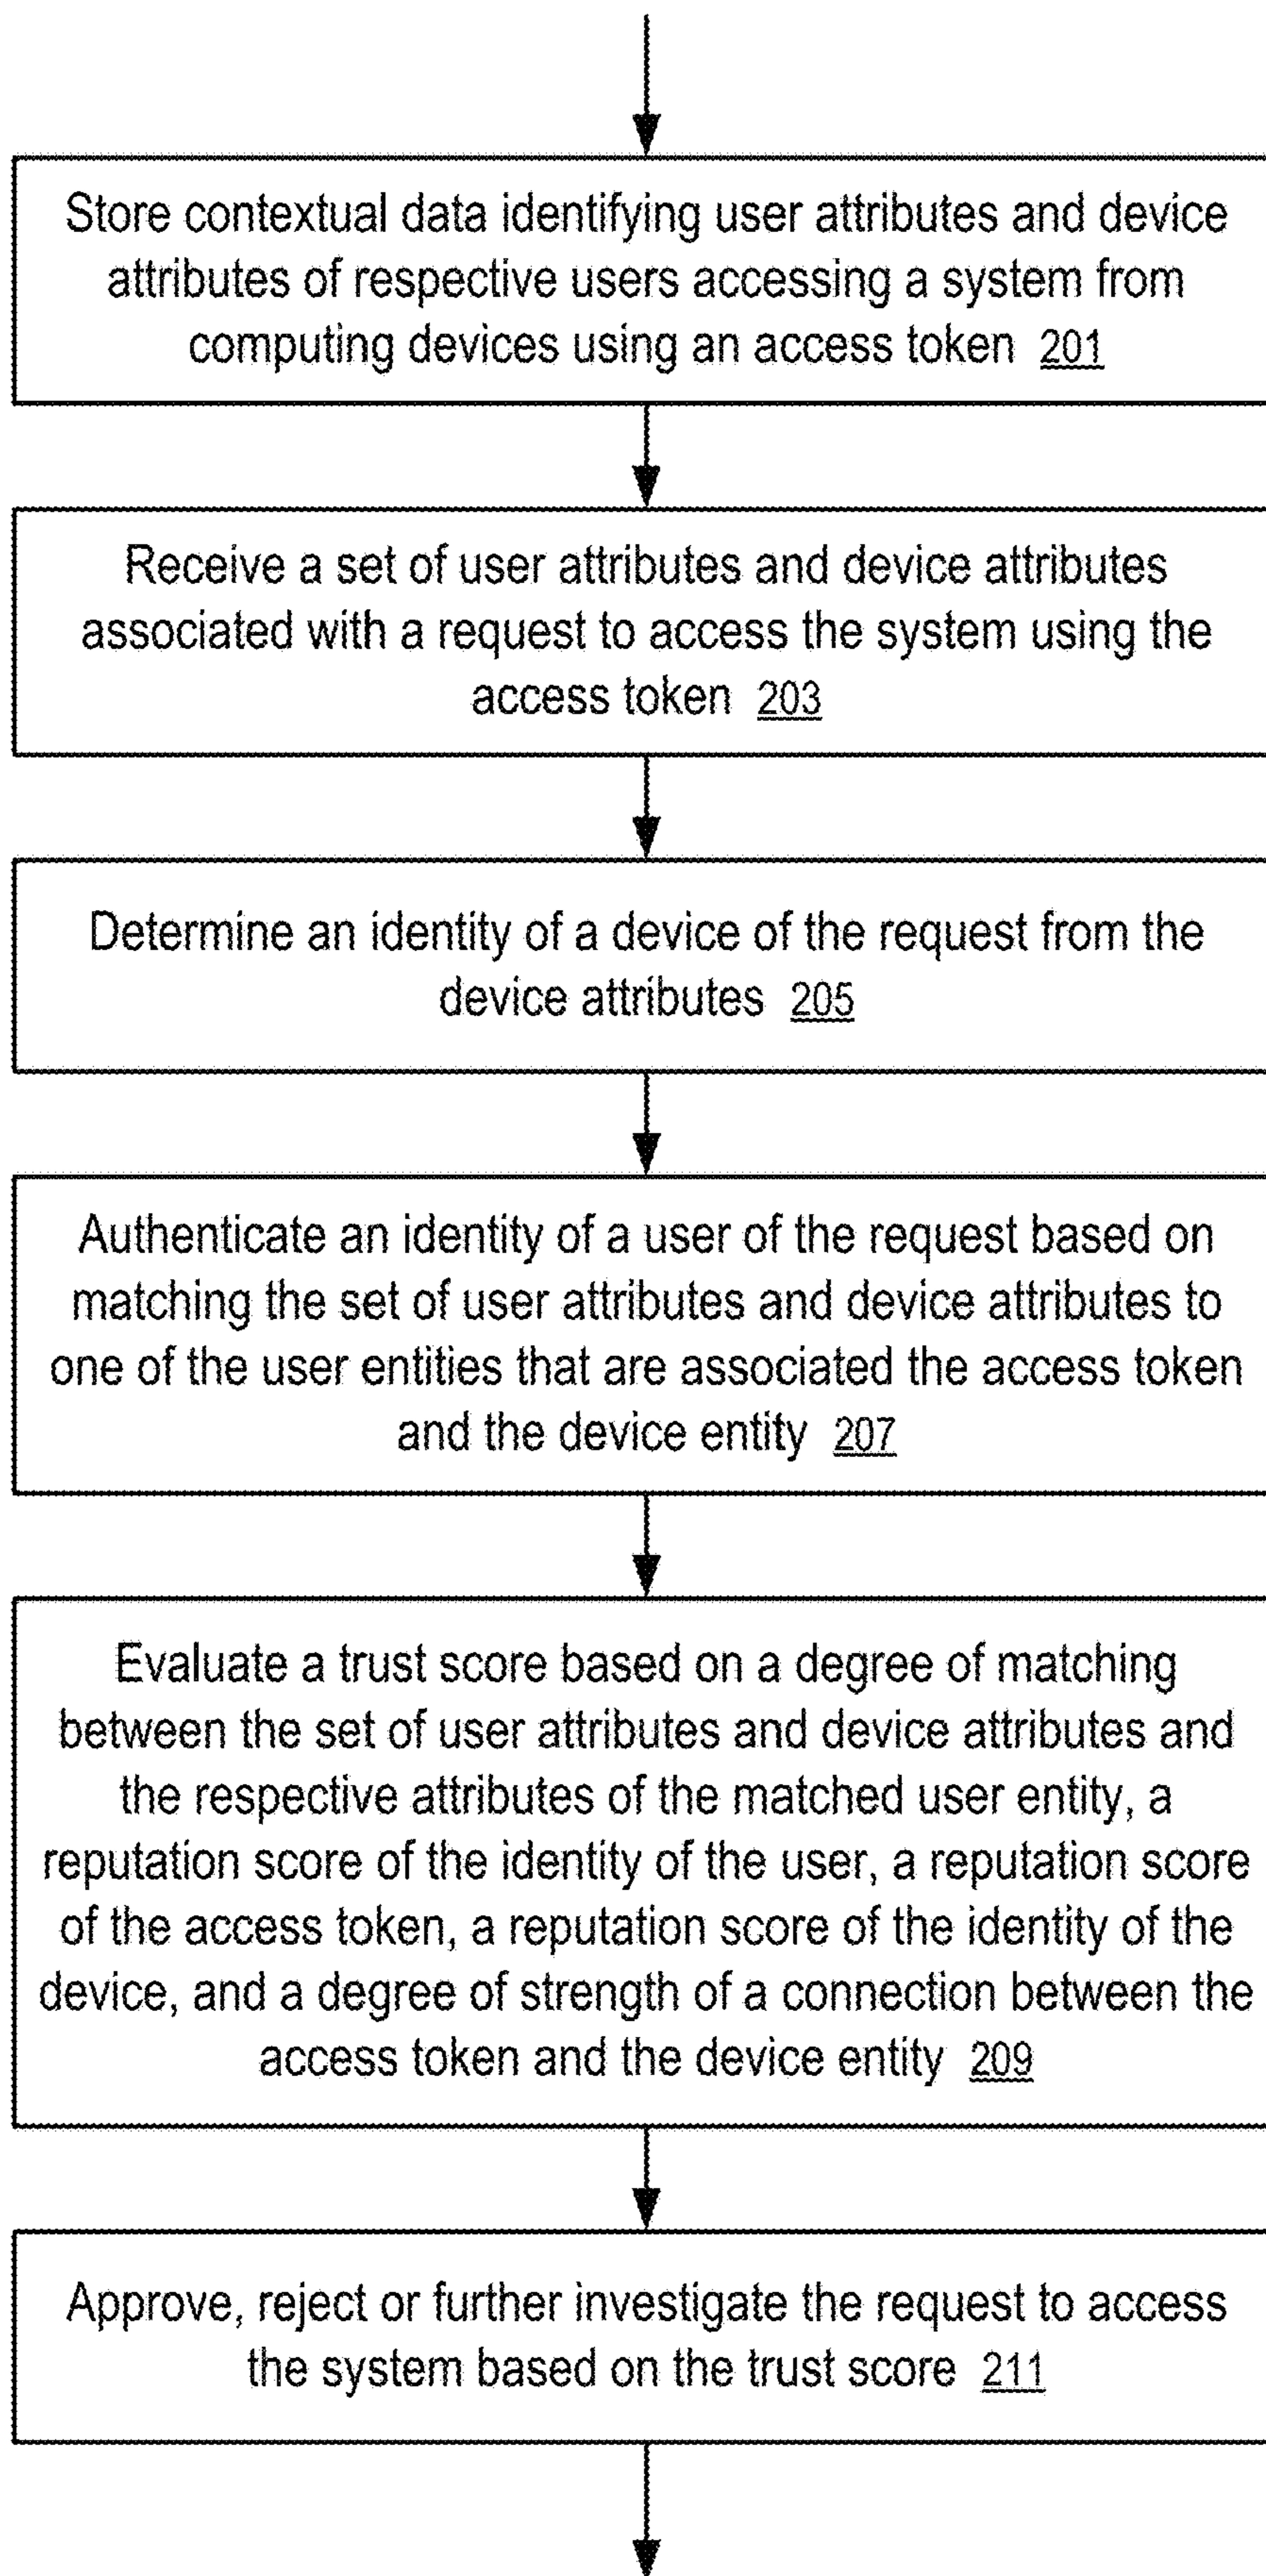 Store contextual data identifying user attributes and device
attributes of respective users accessing a system from
computing devices using an access token 201
Receive a set of user attributes and device attributes
associated with a request to access the system using the
access token 203
Determine an identity of a device of the request from the
device attributes 205
Authenticate an identity of a user of the request based on
matching the set of user attributes and device attributes to
one of the user entities that are associated the access token
and the device entity 207
Evaluate a trust score based on a degree of matching
between the set of user attributes and device attributes and
the respective attributes of the matched user entity, a
reputation score of the identity of the user, a reputation score
of the access token, a reputation score of the identity of the
device, and a degree of strength of a connection between the
access token and the device entity 209
Approve, reject or further investigate the request to access
the system based on the trust score 211